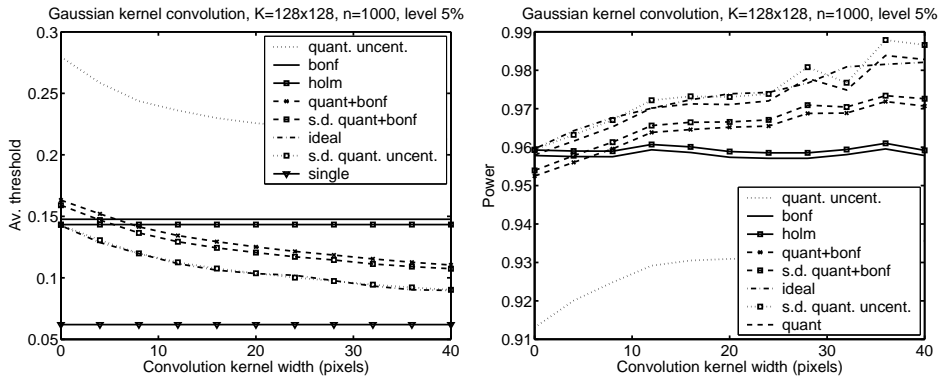 Gaussian kernel convolution, K=128x128, n=1000, level 5%
0.3
0.25
0.2
0.15
0.1
0.05
Av. threshold
quant. uncent.
bonf
holm
quant+bonf
s.d. quant+bonf
ideal
s.d. quant. uncent.
single
0 10 20 30 40
Convolution kernel width (pixels)
Gaussian kernel convolution, K=128x128, n=1000, level 5%
0.99
0.98
0.97
0.96
0.95
0.94
0.93
0.92
0.91
Power
quant. uncent.
bonf
holm
quant+bonf
s.d. quant+bonf
ideal
s.d. quant. uncent.
quant
0 10 20 30 40
Convolution kernel width (pixels)